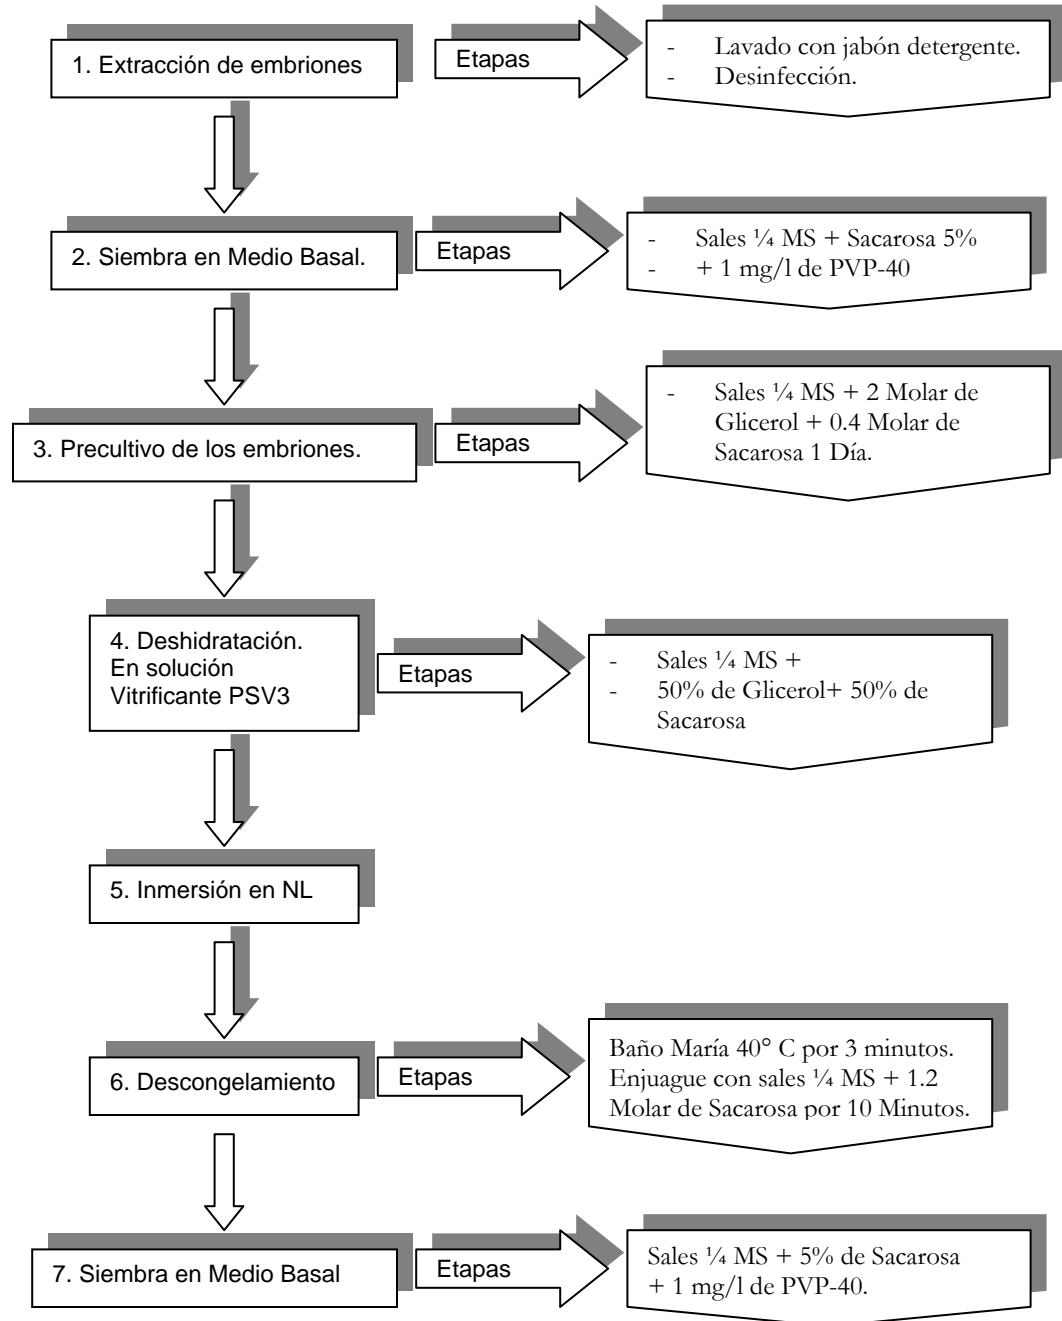 1. Extracción de embriones
Etapas
- Lavado con jabón detergente.
- Desinfección.
2. Siembra en Medio Basal.
Etapas
- Sales ¼ MS + Sacarosa 5%
- + 1 mg/l de PVP-40
3. Precultivo de los embriones.
Etapas
- Sales ¼ MS + 2 Molar de
Glicerol + 0.4 Molar de
Sacarosa 1 Día.
4. Deshidratación.
En solución
Vitrificante PSV3
Etapas
- Sales ¼ MS +
- 50% de Glicerol+ 50% de
Sacarosa
5. Inmersión en NL
6. Descongelamiento
Etapas
Baño María 40° C por 3 minutos.
Enjuague con sales ¼ MS + 1.2
Molar de Sacarosa por 10 Minutos.
7. Siembra en Medio Basal
Etapas
Sales ¼ MS + 5% de Sacarosa
+ 1 mg/l de PVP-40.